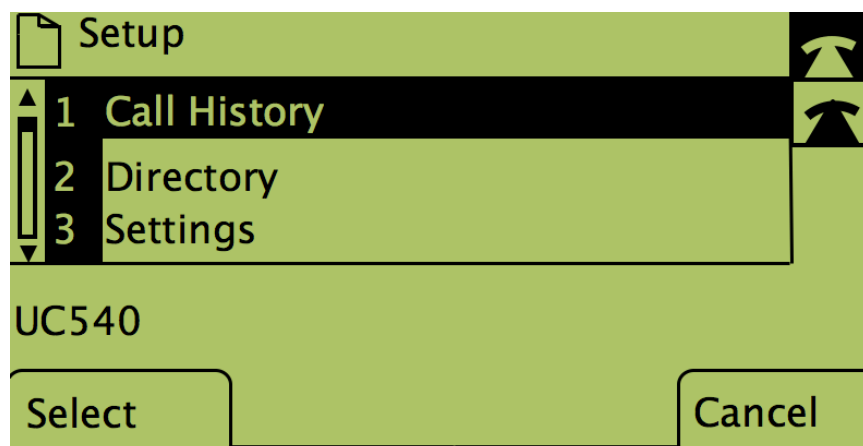 Setup
1 Call History
2 Directory
3 Settings
UC540
Select Cancel